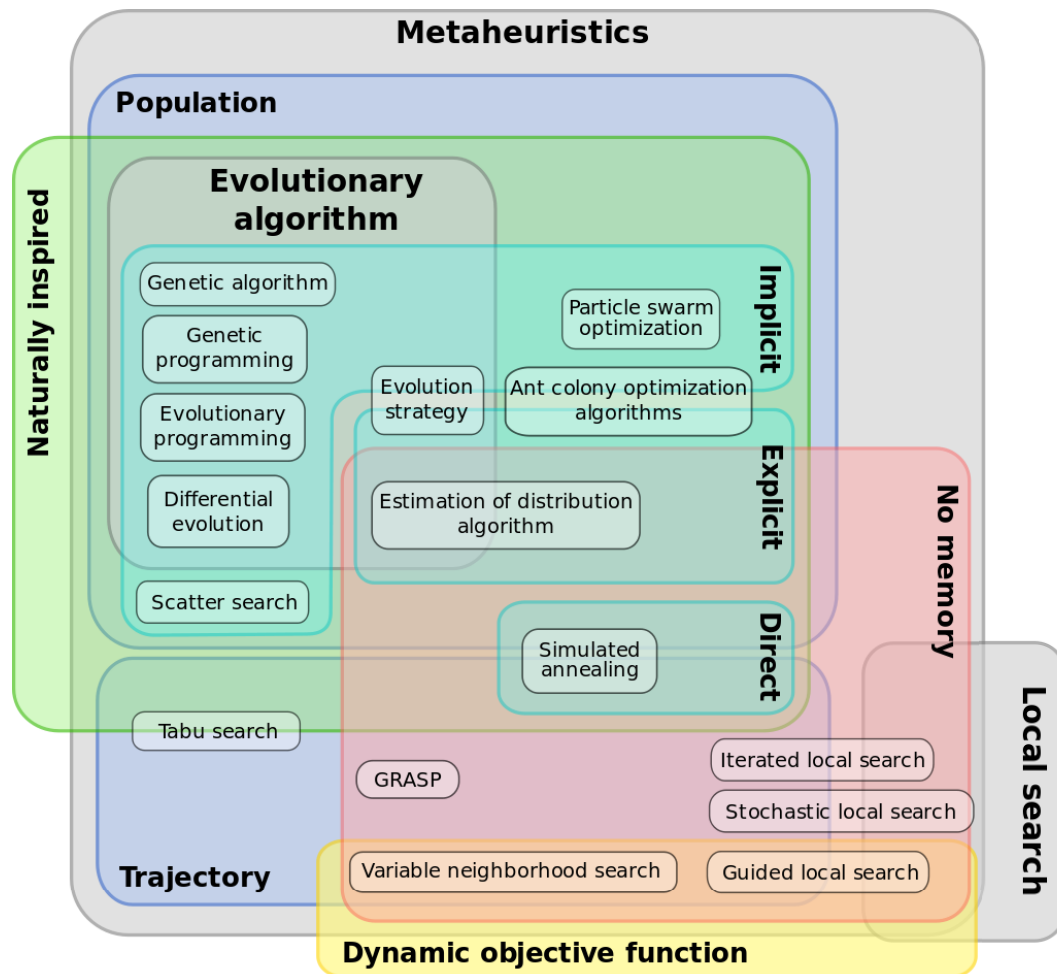 Metaheuristics
Population
Naturally inspired
Evolutionary
algorithm
Implicit
Genetic algorithm
Particle swarm
optimization
Genetic
programming
Evolution
strategy
Ant colony optimization
algorithms
Evolutionary
programming
Explicit
No memory
Differential
evolution
Estimation of distribution
algorithm
Scatter search
Direct
Simulated
annealing
Local search
Tabu search
Iterated local search
GRASP
Stochastic local search
Trajectory
Variable neighborhood search
Guided local search
Dynamic objective function